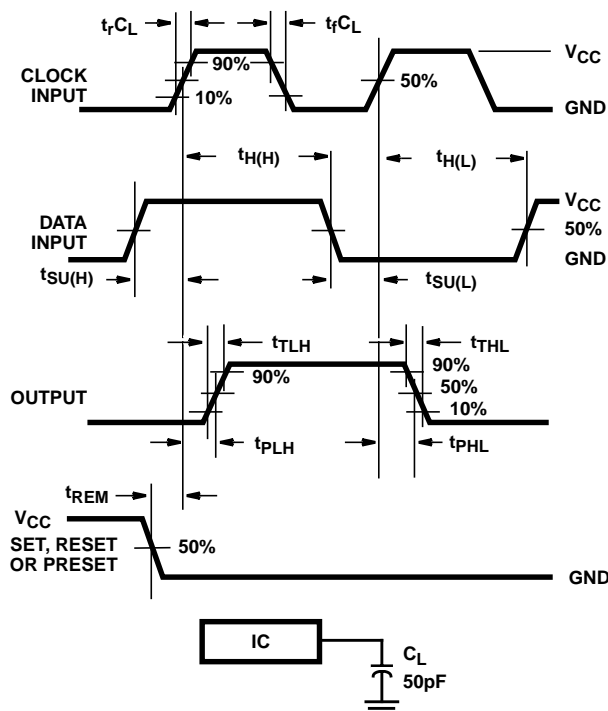 trCL
tfCL
CLOCK
INPUT
90%
10%
50%
VCC
GND
tH(H)
tH(L)
DATA
INPUT
VCC
50%
GND
tSU(H)
tSU(L)
tTLH
tTHL
OUTPUT
90%
90%
50%
10%
tPLH
tPHL
tREM
VCC
SET, RESET
OR PRESET
50%
GND
IC
CL
50pF